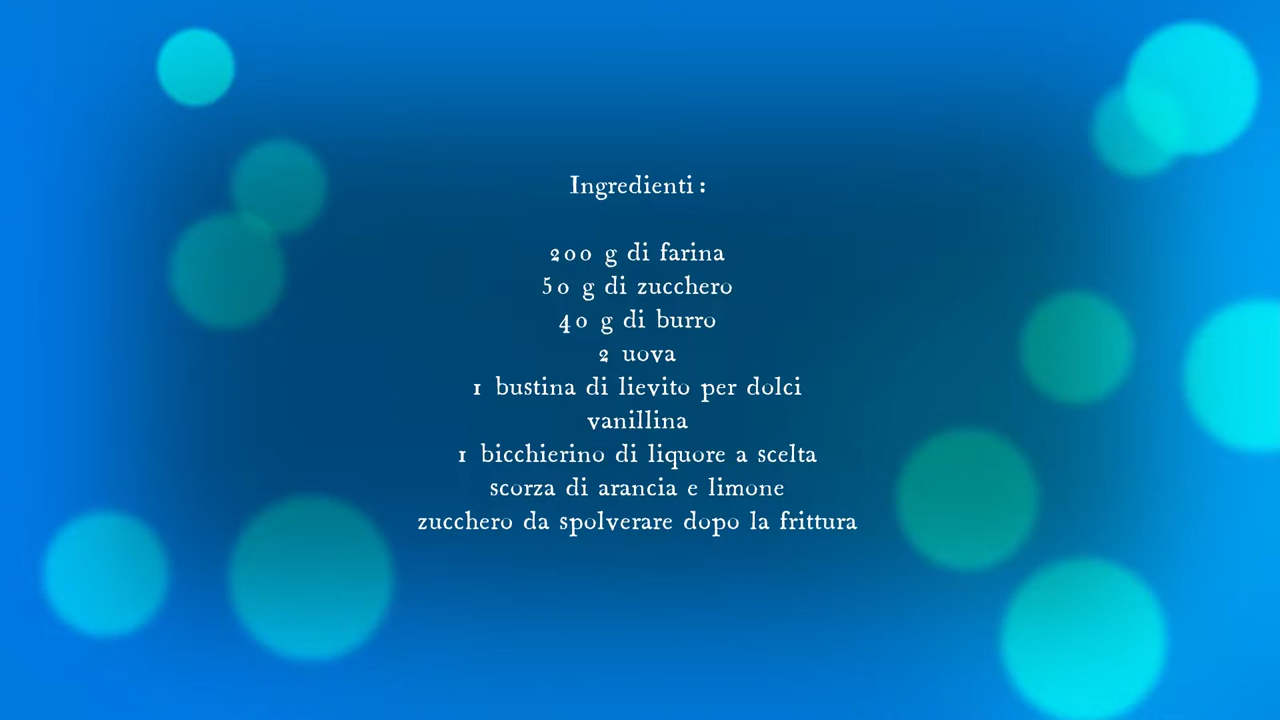 Ingredienti :
200 g di farina
50 g di zucchero
40 g di burro
2 uova
1 bustina di lievito per dolci
vanillina
1 bicchierino di liquore a scelta
scorza di arancia e limone
zucchero da spolverare dopo la frittura